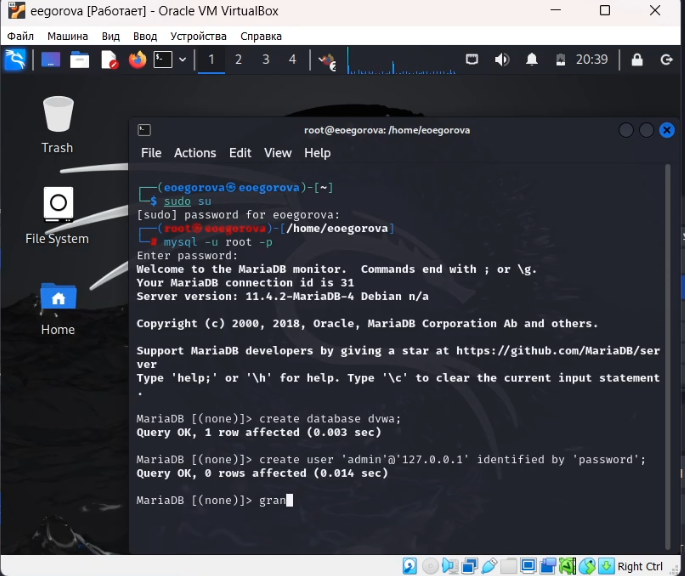 eegorova [Работает] - Oracle VM VirtualBox
Файл Машина Вид Ввод Устройства Справка
1 2 3 4 20:39
Trash
File System
Home
root@eoegorova: /home/eoegorova
File Actions Edit View Help
┌──(eoegorova㉿eoegorova)-[~]
└─$ sudo su
[sudo] password for eoegorova:
┌──(root㉿eoegorova)-[/home/eoegorova]
└─# mysql -u root -p
Enter password:
Welcome to the MariaDB monitor.  Commands end with ; or \g.
Your MariaDB connection id is 31
Server version: 11.4.2-MariaDB-4 Debian n/a
Copyright (c) 2000, 2018, Oracle, MariaDB Corporation Ab and others.
Support MariaDB developers by giving a star at https://github.com/MariaDB/ser
ver
Type 'help;' or '\h' for help. Type '\c' to clear the current input statement
.
MariaDB [(none)]> create database dvwa;
Query OK, 1 row affected (0.003 sec)
MariaDB [(none)]> create user 'admin'@'127.0.0.1' identified by 'password';
Query OK, 0 rows affected (0.014 sec)
MariaDB [(none)]> gran
Right Ctrl